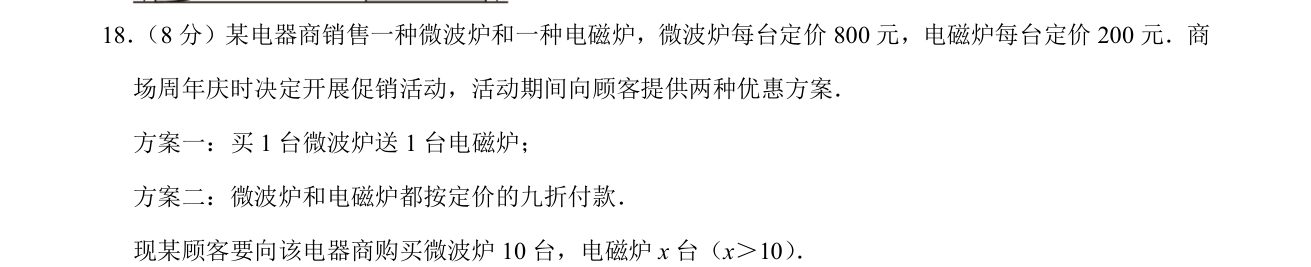 18．（8 分）某电器商销售一种微波炉和一种电磁炉，微波炉每台定价 800 元，电磁炉每台定价 200 元．商
场周年庆时决定开展促销活动，活动期间向顾客提供两种优惠方案．
方案一：买 1 台微波炉送 1 台电磁炉；
方案二：微波炉和电磁炉都按定价的九折付款．
现某顾客要向该电器商购买微波炉 10 台，电磁炉 x 台（x＞10）．